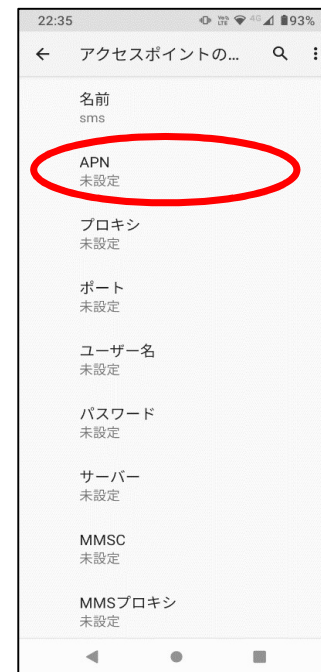 22:35 VoLTE 4G 93%
アクセスポイントの...
名前
sms
APN
未設定
プロキシ
未設定
ポート
未設定
ユーザー名
未設定
パスワード
未設定
サーバー
未設定
MMSC
未設定
MMSプロキシ
未設定